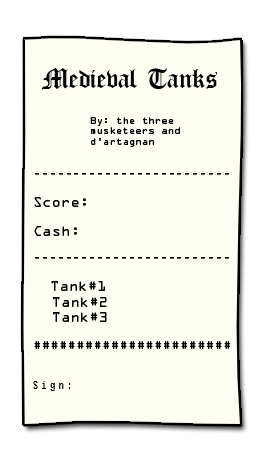 Medieval Tanks
By: the three
musketeers and
d'artagnan
-----------------------
Score:
Cash:
-----------------------
Tank#1
Tank#2
Tank#3
#######################
Sign: